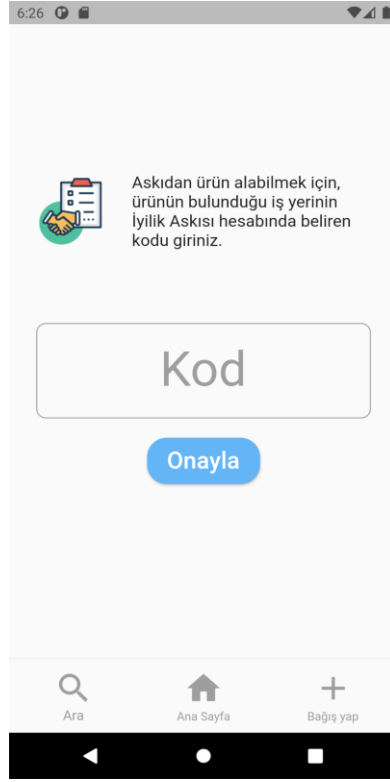 6:26
Askıdan ürün alabilmek için,
ürünün bulunduğu iş yerinin
İyilik Askısı hesabında beliren
kodu giriniz.
Kod
Onayla
Ara
Ana Sayfa
Bağış yap